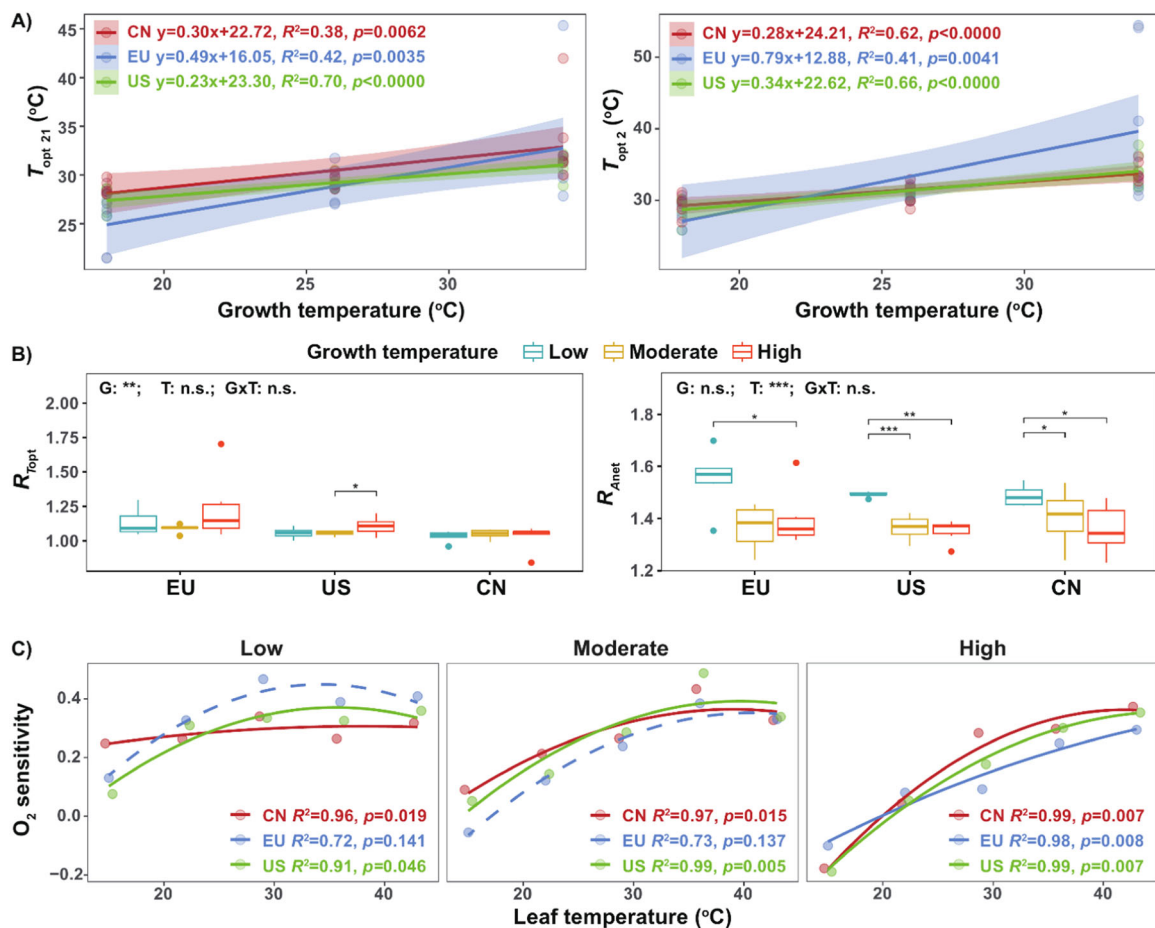 A)
CN y=0.30x+22.72, R²=0.38, p=0.0062
EU y=0.49x+16.05, R²=0.42, p=0.0035
US y=0.23x+23.30, R²=0.70, p<0.0000
45
40
35
30
25
T opt 21 (°C)
20 25 30
Growth temperature (°C)
CN y=0.28x+24.21, R²=0.62, p<0.0000
EU y=0.79x+12.88, R²=0.41, p=0.0041
US y=0.34x+22.62, R²=0.66, p<0.0000
50
40
30
T opt 2 (°C)
20 25 30
Growth temperature (°C)
B)
Growth temperature Low Moderate High
G: **; T: n.s.; GxT: n.s.
2.00
1.75
1.50
1.25
1.00
R Topt
*
EU US CN
G: n.s.; T: ***; GxT: n.s.
1.8
1.6
1.4
1.2
R Anet
* ** *
*** *
EU US CN
C)
Low Moderate High
0.4
0.2
0.0
−0.2
O₂ sensitivity
CN R²=0.96, p=0.019
EU R²=0.72, p=0.141
US R²=0.91, p=0.046
CN R²=0.97, p=0.015
EU R²=0.73, p=0.137
US R²=0.99, p=0.005
CN R²=0.99, p=0.007
EU R²=0.98, p=0.008
US R²=0.99, p=0.007
20 30 40 20 30 40 20 30 40
Leaf temperature (°C)